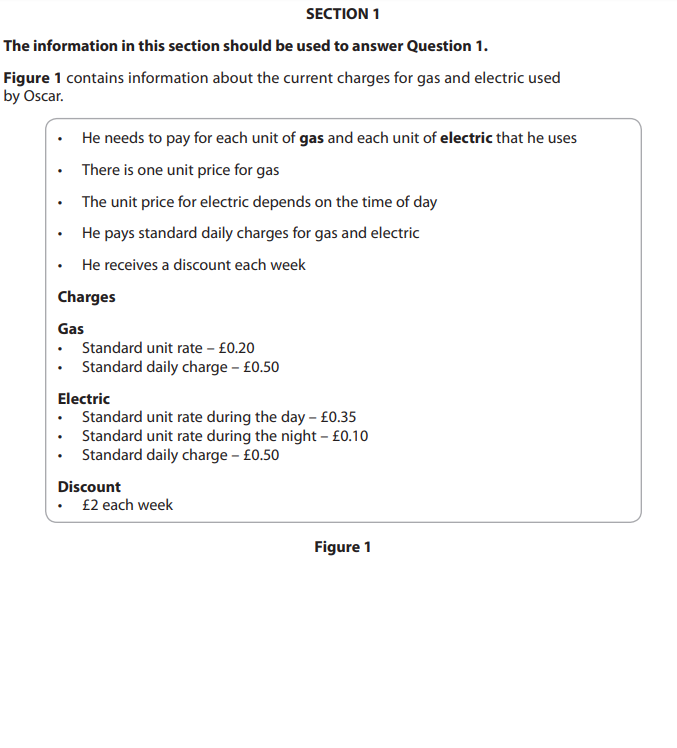 SECTION 1
The information in this section should be used to answer Question 1.
Figure 1 contains information about the current charges for gas and electric used
by Oscar.
• He needs to pay for each unit of gas and each unit of electric that he uses
• There is one unit price for gas
• The unit price for electric depends on the time of day
• He pays standard daily charges for gas and electric
• He receives a discount each week
Charges
Gas
• Standard unit rate – £0.20
• Standard daily charge – £0.50
Electric
• Standard unit rate during the day – £0.35
• Standard unit rate during the night – £0.10
• Standard daily charge – £0.50
Discount
• £2 each week
Figure 1